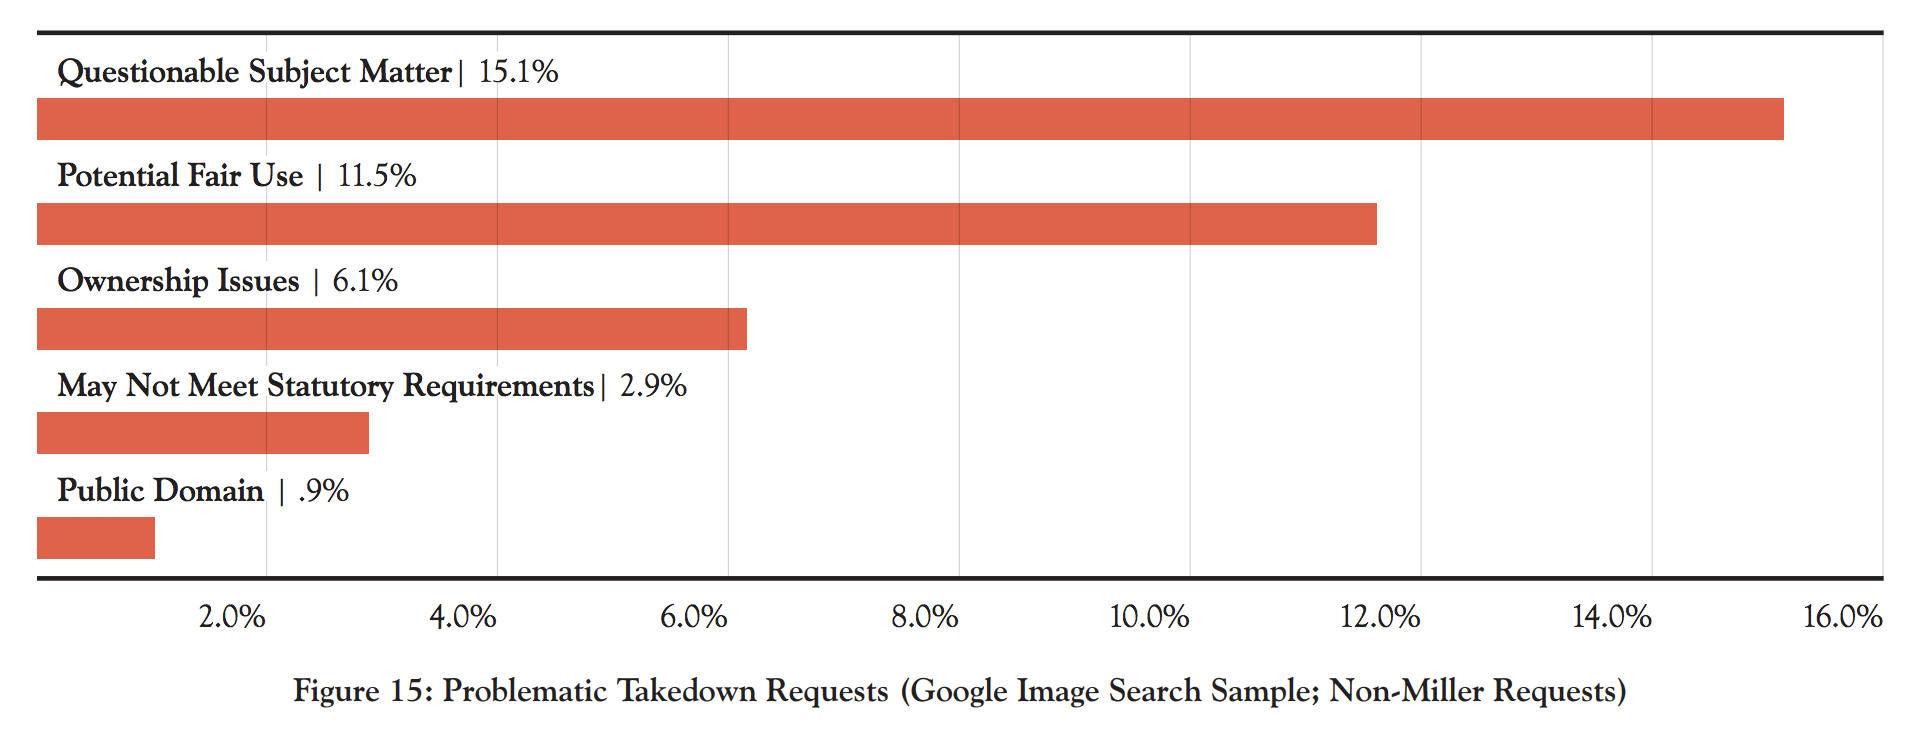 Questionable Subject Matter| 15.1%
Potential Fair Use | 11.5%
Ownership Issues | 6.1%
May Not Meet Statutory Requirements| 2.9%
Public Domain | .9%
2.0% 4.0% 6.0% 8.0% 10.0% 12.0% 14.0% 16.0%
Figure 15: Problematic Takedown Requests (Google Image Search Sample; Non-Miller Requests)